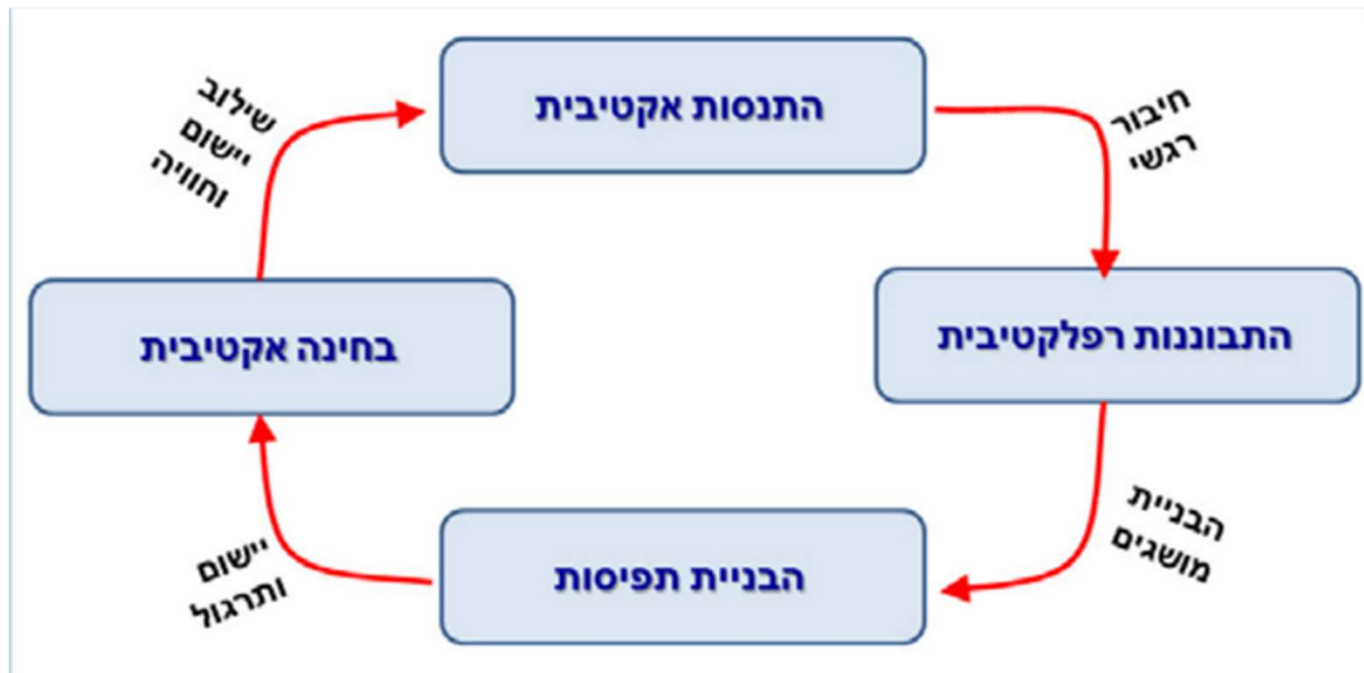 התנסות אקטיבית
חיבור
רגשי
התבוננות רפלקטיבית
הבניית
מושגים
הבניית תפיסות
יישום
ותרגול
בחינה אקטיבית
שילוב
יישום
וחוויה